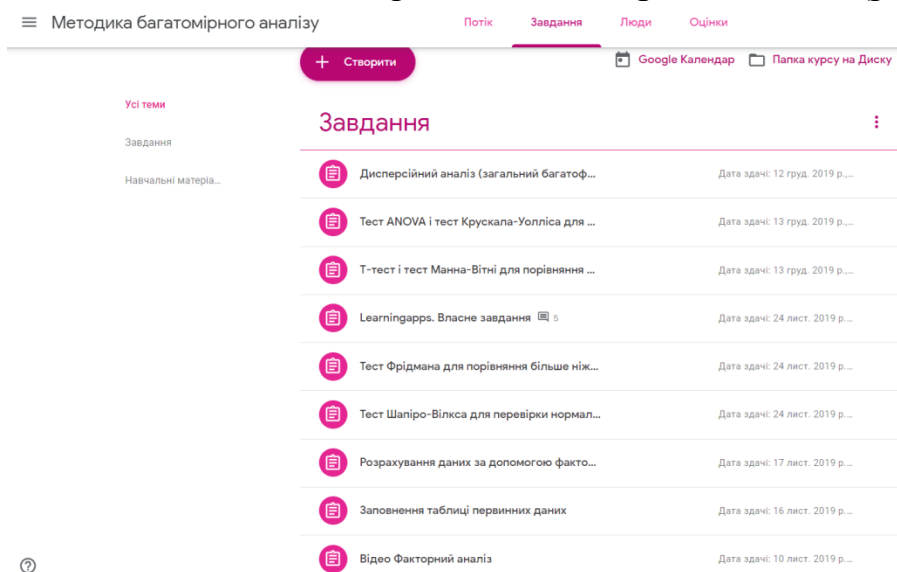 Методика багатомірного аналізу
Потік Завдання Люди Оцінки
+ Створити
Google Календар Папка курсу на Диску
Усі теми
Завдання
Навчальні матеріа...
Завдання
Дисперсійний аналіз (загальний багатоф... Дата здачі: 12 груд. 2019 р.,...
Тест ANOVA і тест Крускала-Уолліса для ... Дата здачі: 13 груд. 2019 р.,...
Т-тест і тест Манна-Вітні для порівняння ... Дата здачі: 13 груд. 2019 р.,...
Learningapps. Власне завдання 5 Дата здачі: 24 лист. 2019 р....
Тест Фрідмана для порівняння більше ніж... Дата здачі: 24 лист. 2019 р....
Тест Шапіро-Вілкса для перевірки нормал... Дата здачі: 24 лист. 2019 р....
Розрахування даних за допомогою факто... Дата здачі: 17 лист. 2019 р....
Заповнення таблиці первинних даних Дата здачі: 16 лист. 2019 р....
Відео Факторний аналіз Дата здачі: 10 лист. 2019 р....